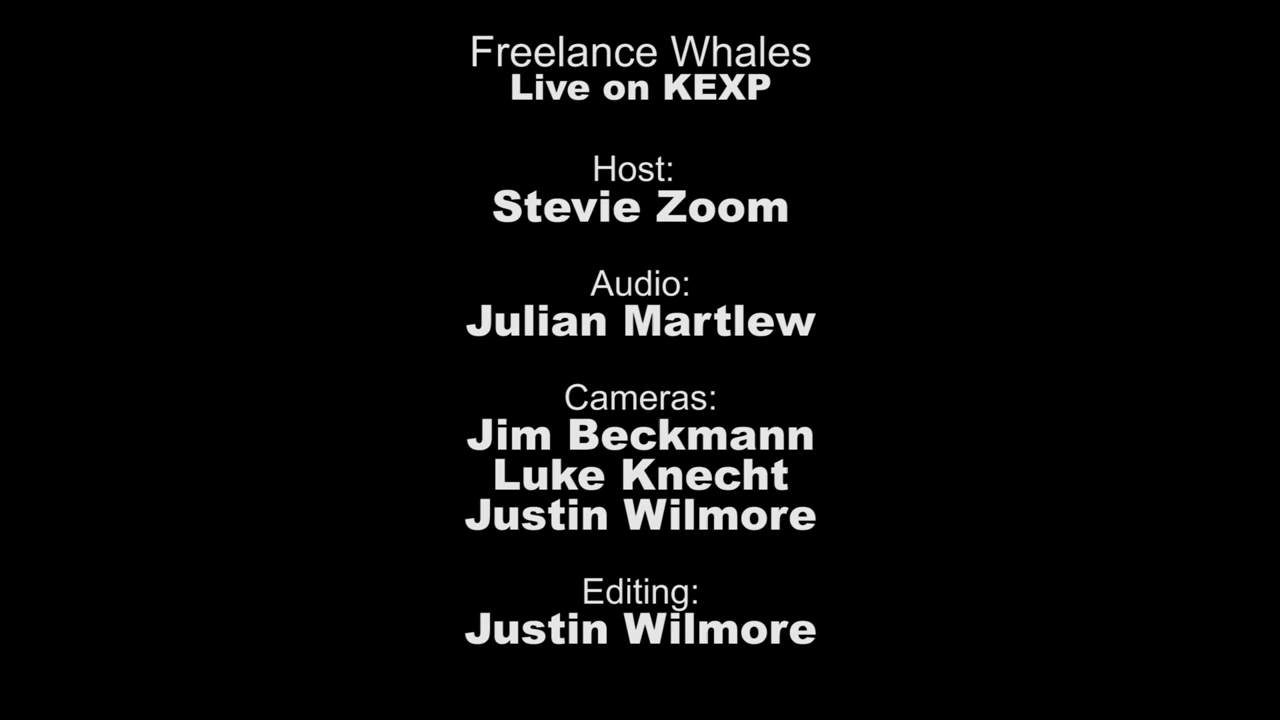 Freelance Whales
Live on KEXP
Host:
Stevie Zoom
Audio:
Julian Martlew
Cameras:
Jim Beckmann
Luke Knecht
Justin Wilmore
Editing:
Justin Wilmore